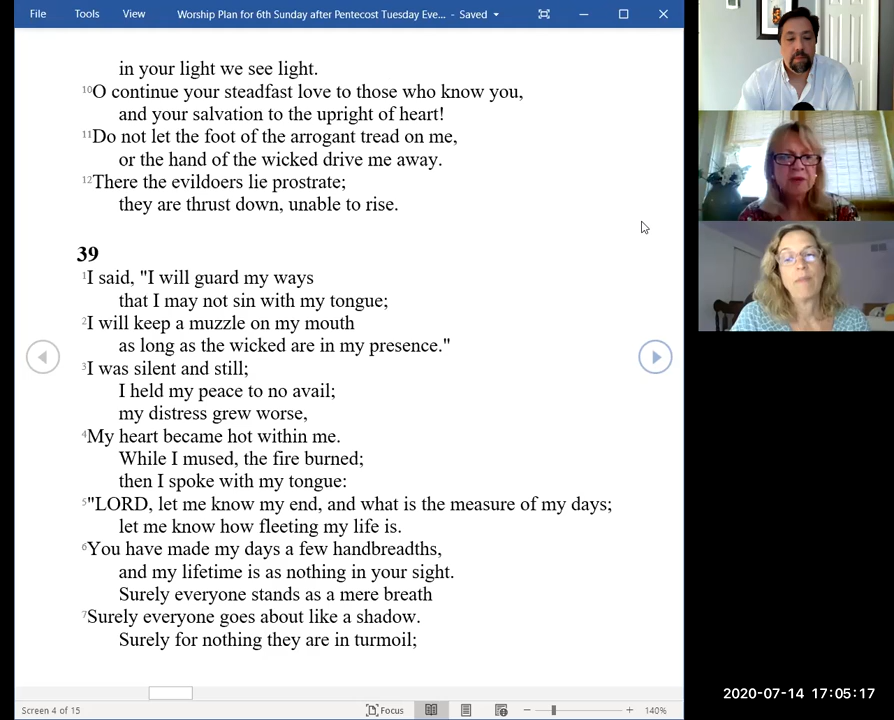 File Tools View Worship Plan for 6th Sunday after Pentecost Tuesday Eve... - Saved
in your light we see light.
10O continue your steadfast love to those who know you,
and your salvation to the upright of heart!
11Do not let the foot of the arrogant tread on me,
or the hand of the wicked drive me away.
12There the evildoers lie prostrate;
they are thrust down, unable to rise.
39
1I said, "I will guard my ways
that I may not sin with my tongue;
2I will keep a muzzle on my mouth
as long as the wicked are in my presence."
3I was silent and still;
I held my peace to no avail;
my distress grew worse,
4My heart became hot within me.
While I mused, the fire burned;
then I spoke with my tongue:
5"LORD, let me know my end, and what is the measure of my days;
let me know how fleeting my life is.
6You have made my days a few handbreadths,
and my lifetime is as nothing in your sight.
Surely everyone stands as a mere breath
7Surely everyone goes about like a shadow.
Surely for nothing they are in turmoil;
2020-07-14 17:05:17
Screen 4 of 15 Focus 140%